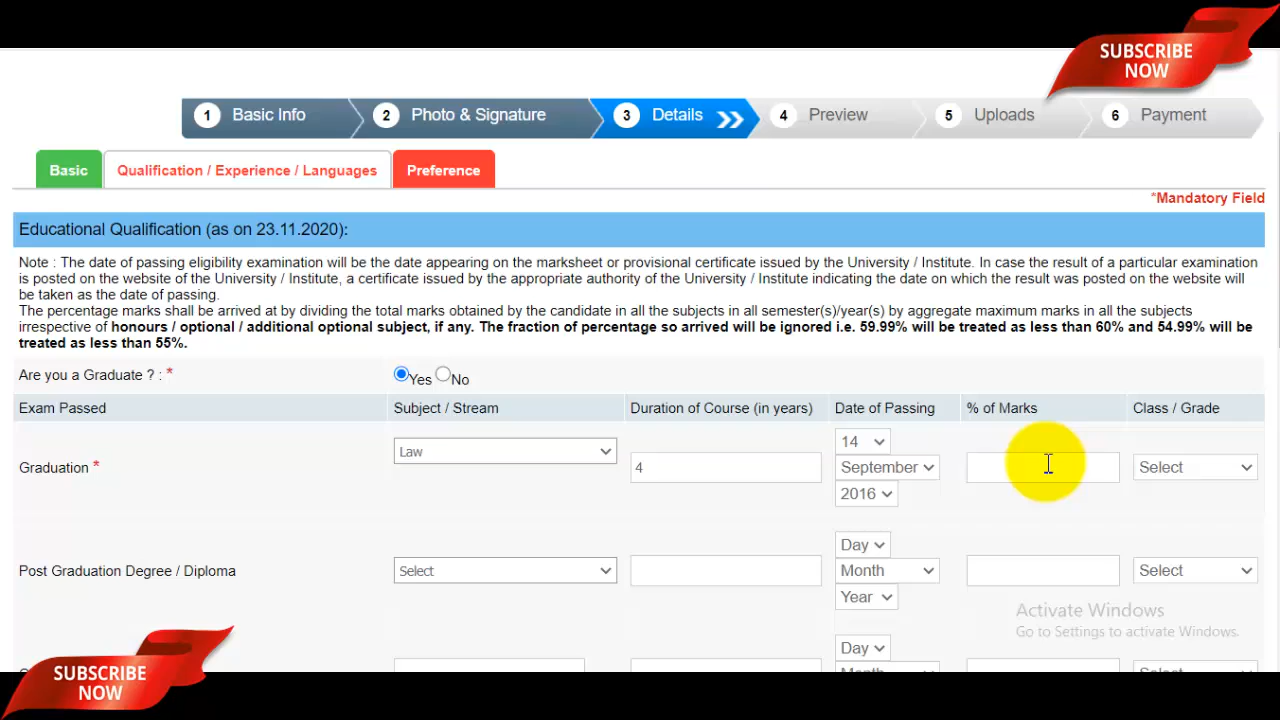 SUBSCRIBE
NOW
1 Basic Info 2 Photo & Signature 3 Details 4 Preview 5 Uploads 6 Payment
Basic Qualification / Experience / Languages Preference
*Mandatory Field
Educational Qualification (as on 23.11.2020):
Note : The date of passing eligibility examination will be the date appearing on the marksheet or provisional certificate issued by the University / Institute. In case the result of a particular examination
is posted on the website of the University / Institute, a certificate issued by the appropriate authority of the University / Institute indicating the date on which the result was posted on the website will
be taken as the date of passing.
The percentage marks shall be arrived at by dividing the total marks obtained by the candidate in all the subjects in all semester(s)/year(s) by aggregate maximum marks in all the subjects
irrespective of honours / optional / additional optional subject, if any. The fraction of percentage so arrived will be ignored i.e. 59.99% will be treated as less than 60% and 54.99% will be
treated as less than 55%.
Are you a Graduate ? : * Yes No
Exam Passed Subject / Stream Duration of Course (in years) Date of Passing % of Marks Class / Grade
Graduation * Law 4 14 September 2016 Select
Post Graduation Degree / Diploma Select Day Month Year Select
Activate Windows
Go to Settings to activate Windows.
Day
Month
SUBSCRIBE
NOW